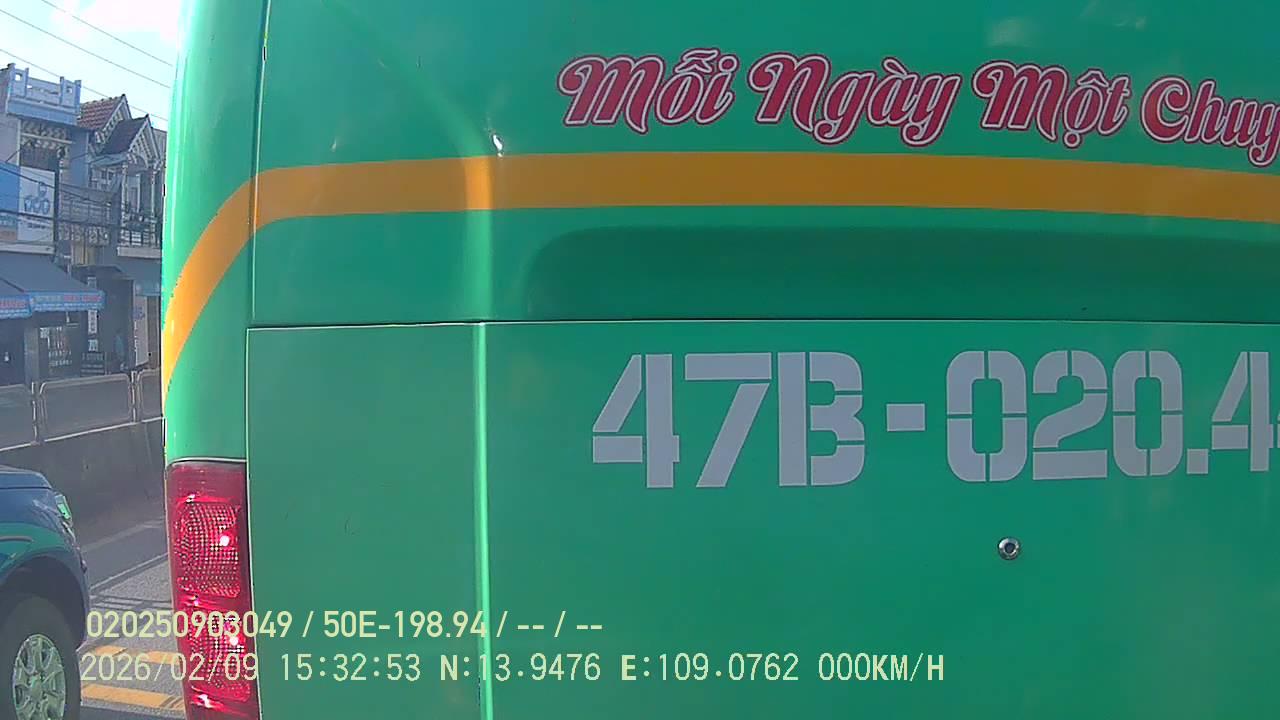 Mỗi Ngày Một Chuy
47B-020.4
020250903049 / 50E-198.94 / -- / --
2026/02/09 15:32:53 N:13.9476 E:109.0762 000KM/H